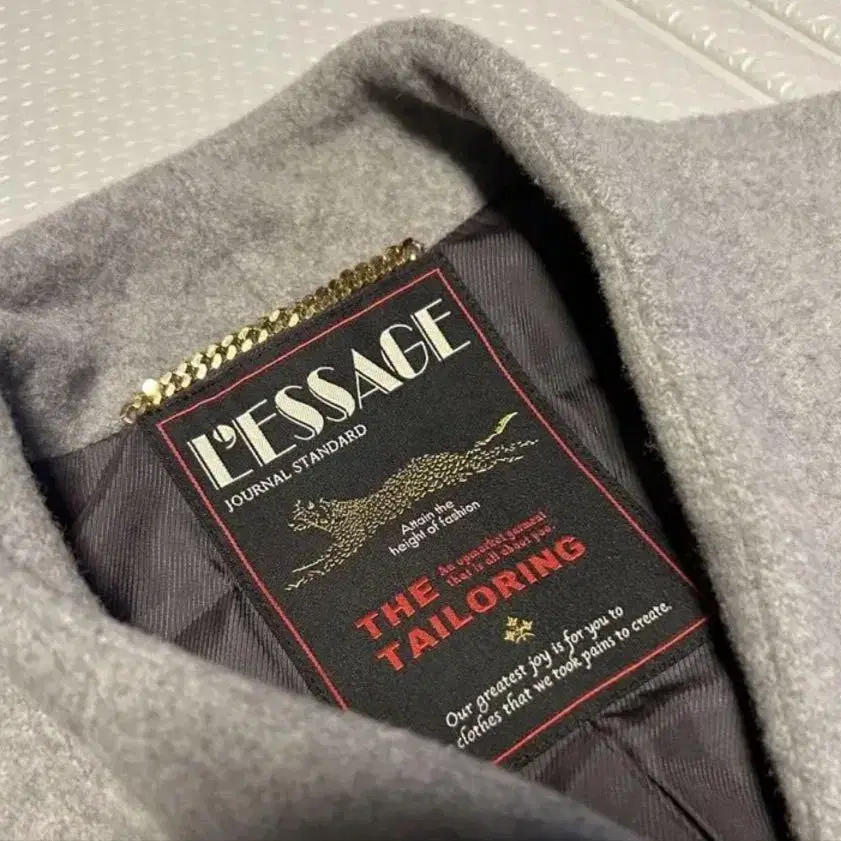 L'ESSAGE
JOURNAL STANDARD
Attain the
height of fashion
An upmarket garment
that is all about you.
THE
TAILORING
Our greatest joy is for you to
clothes that we took pains to create.